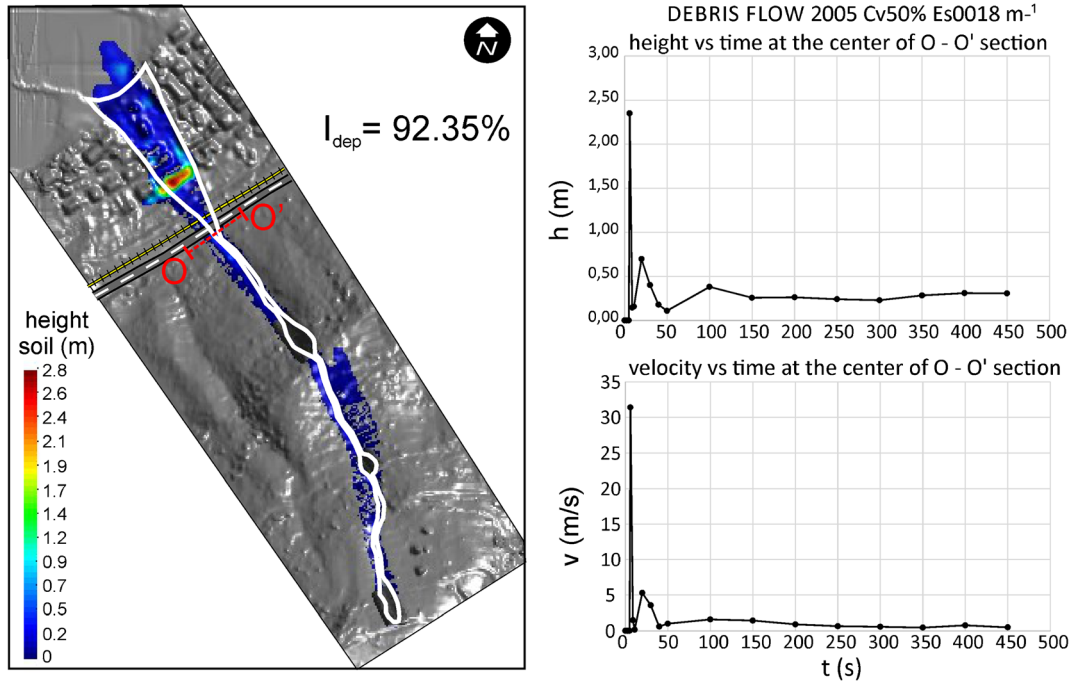 N
I_dep = 92.35%
O'
O
height
soil (m)
2.8
2.6
2.4
2.1
1.9
1.7
1.4
1.2
0.9
0.7
0.5
0.2
0
DEBRIS FLOW 2005 Cv50% Es0018 m-¹
height vs time at the center of O - O' section
3,00
2,50
2,00
1,50
1,00
0,50
0,00
h (m)
0 50 100 150 200 250 300 350 400 450 500
velocity vs time at the center of O - O' section
35
30
25
20
15
10
5
0
v (m/s)
0 50 100 150 200 250 300 350 400 450 500
t (s)